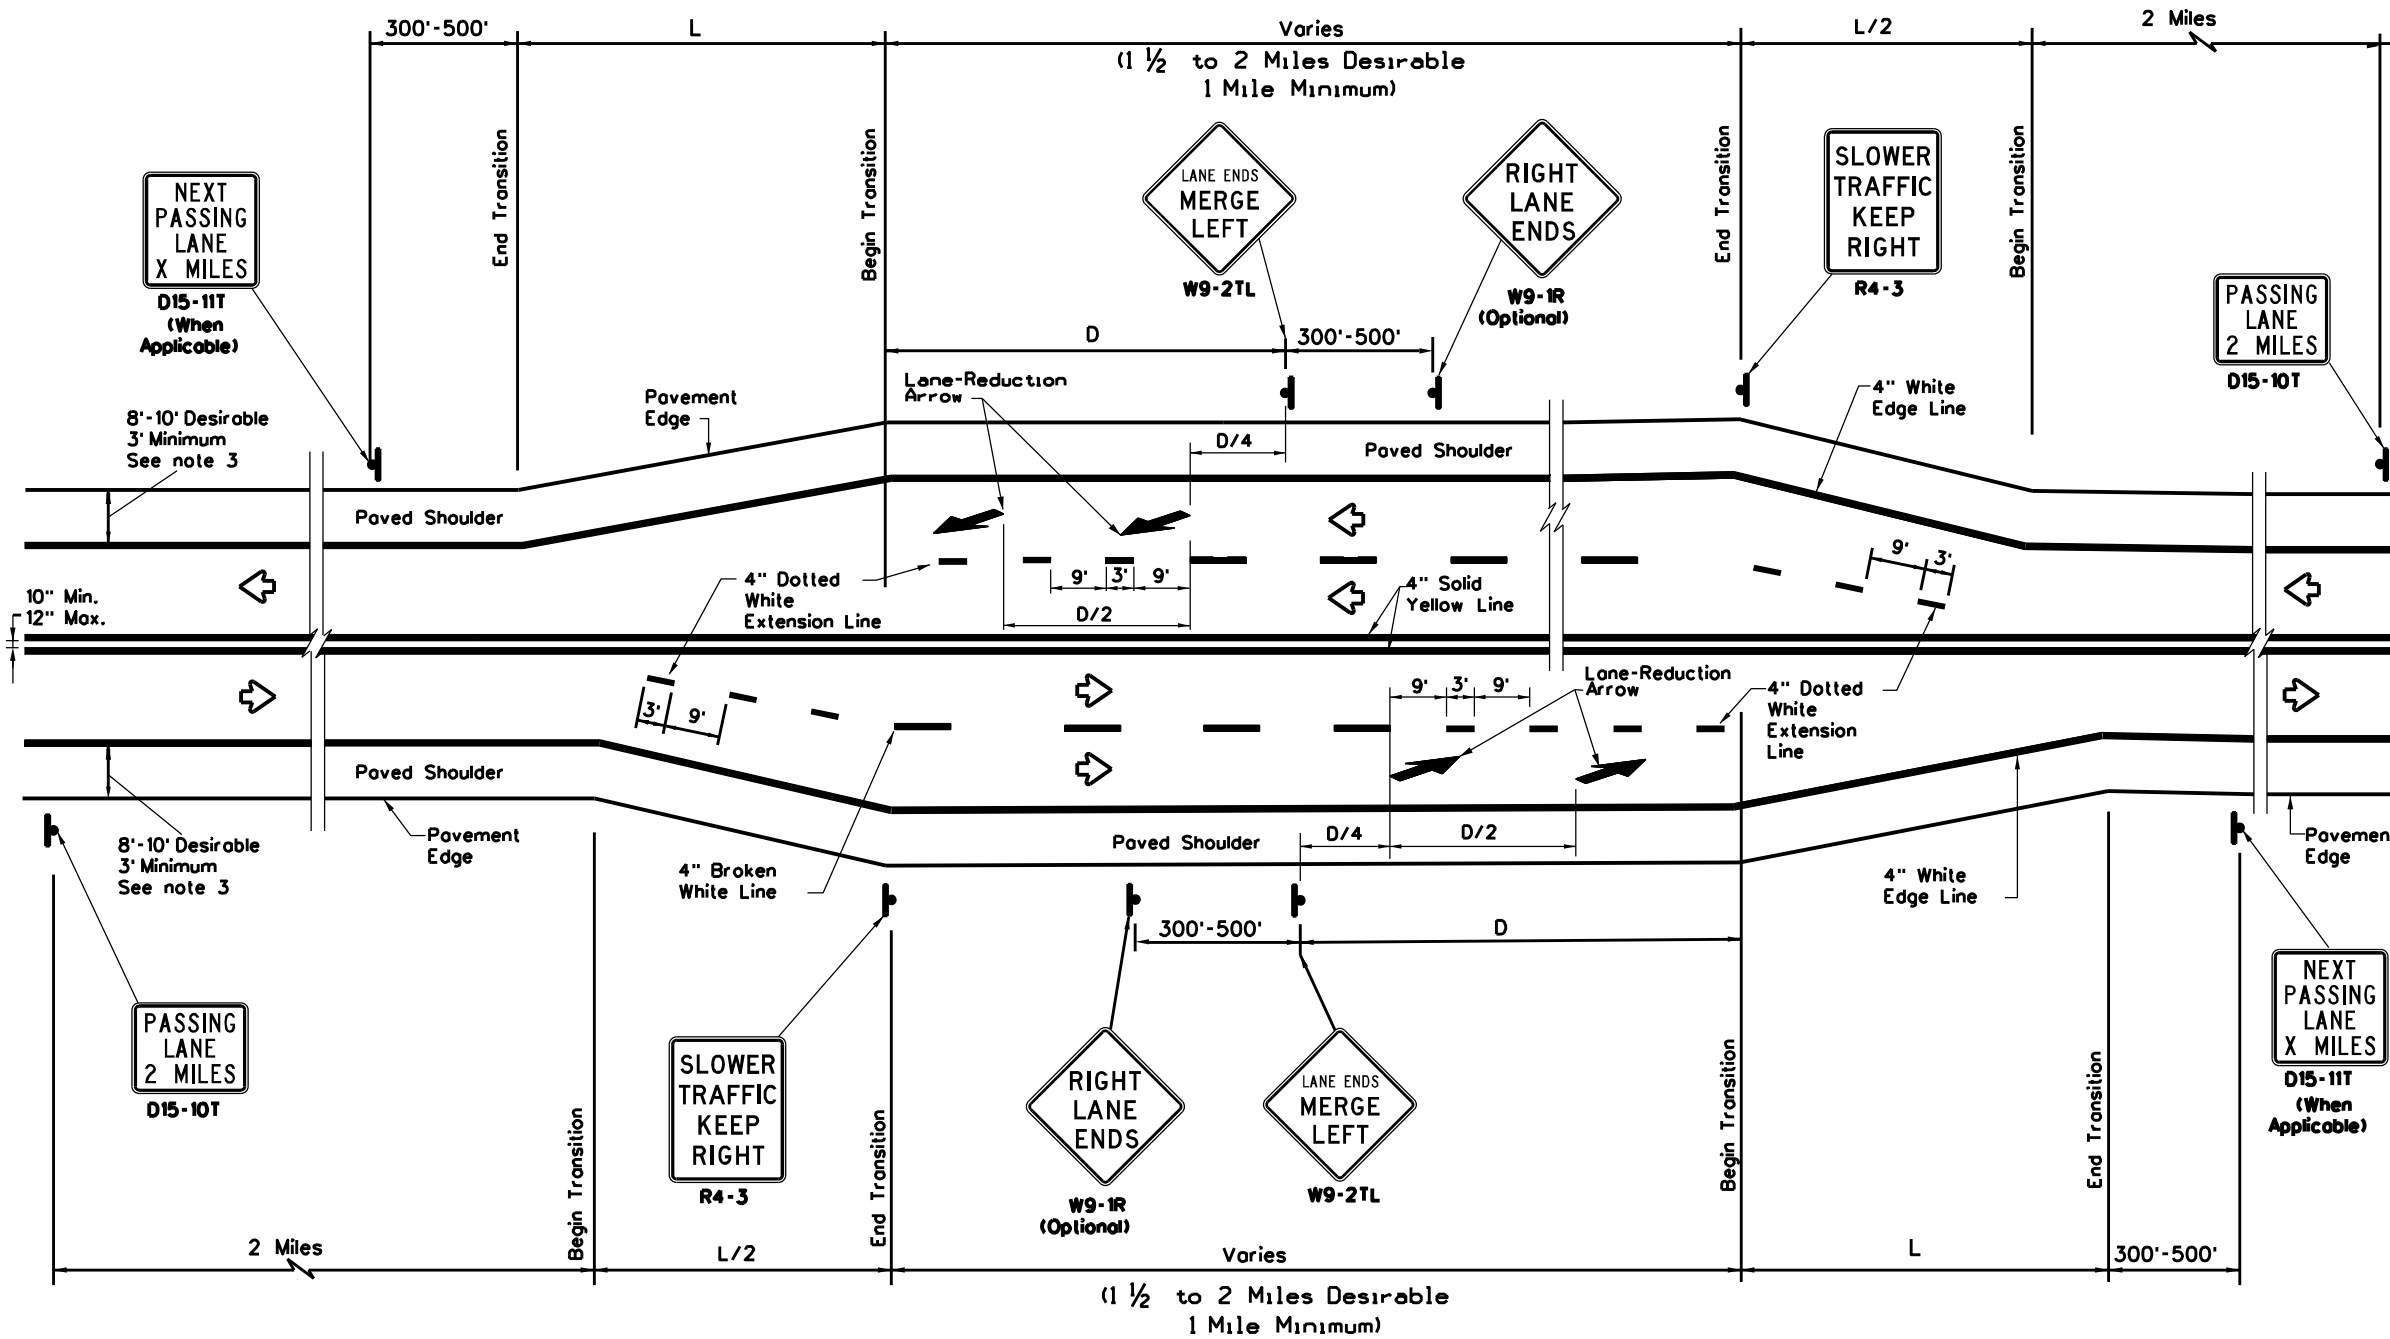 300'-500'
L
Varies
L/2
2 Miles
(1 ½ to 2 Miles Desirable
1 Mile Minimum)
End Transition
Begin Transition
End Transition
Begin Transition
NEXT
PASSING
LANE
X MILES
D15-11T
(When
Applicable)
LANE ENDS
MERGE
LEFT
W9-2TL
RIGHT
LANE
ENDS
W9-1R
(Optional)
SLOWER
TRAFFIC
KEEP
RIGHT
R4-3
PASSING
LANE
2 MILES
D15-10T
D
300'-500'
Lane-Reduction
Arrow
Pavement
Edge
4" White
Edge Line
8'-10' Desirable
3' Minimum
See note 3
D/4
Paved Shoulder
Paved Shoulder
9'
3'
10" Min.
12" Max.
4" Dotted
White
Extension Line
9'
3'
9'
D/2
4" Solid
Yellow Line
3'
9'
9'
3'
9'
Lane-Reduction
Arrow
4" Dotted
White
Extension
Line
Paved Shoulder
Paved Shoulder
D/4
D/2
8'-10' Desirable
3' Minimum
See note 3
Pavement
Edge
4" Broken
White Line
4" White
Edge Line
Pavemen
Edge
300'-500'
D
PASSING
LANE
2 MILES
D15-10T
SLOWER
TRAFFIC
KEEP
RIGHT
R4-3
RIGHT
LANE
ENDS
W9-1R
(Optional)
LANE ENDS
MERGE
LEFT
W9-2TL
NEXT
PASSING
LANE
X MILES
D15-11T
(When
Applicable)
Begin Transition
End Transition
Begin Transition
End Transition
2 Miles
L/2
Varies
L
300'-500'
(1 ½ to 2 Miles Desirable
1 Mile Minimum)